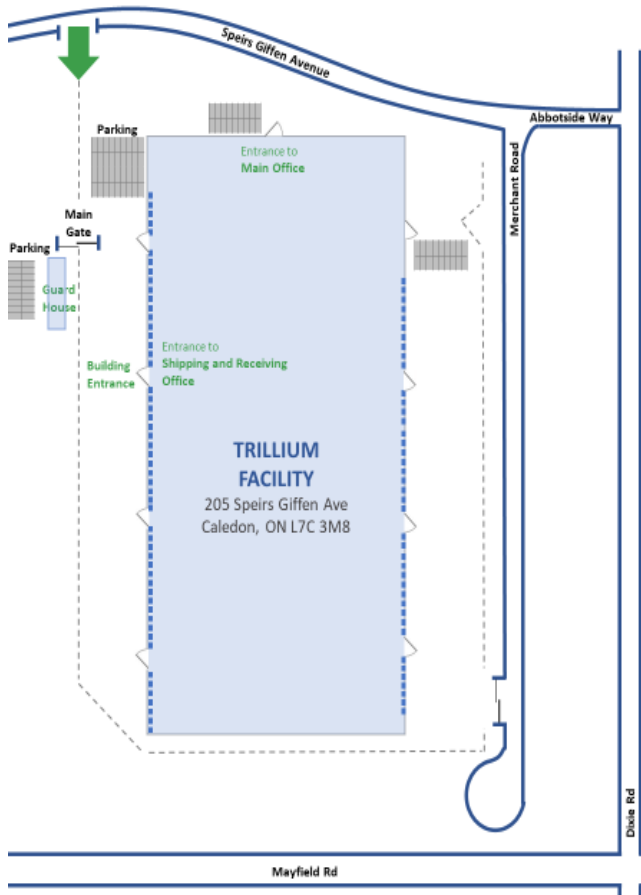 Speirs Giffen Avenue
Abbotside Way
Parking
Entrance to
Main Office
Merchant Road
Main
Gate
Parking
Guard
House
Entrance to
Shipping and Receiving
Office
Building
Entrance
TRILLIUM
FACILITY
205 Speirs Giffen Ave
Caledon, ON L7C 3M8
Dixie Rd
Mayfield Rd